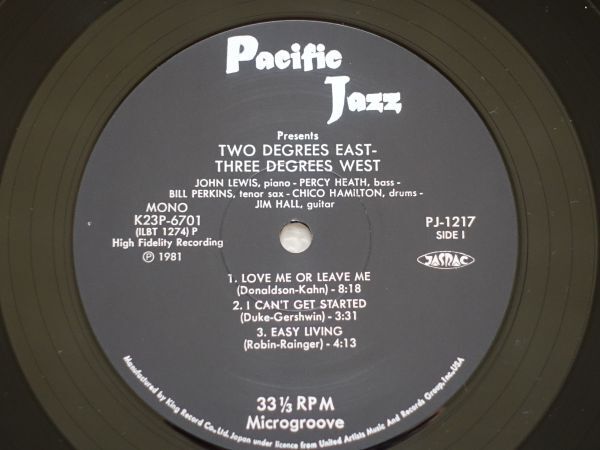 Pacific
Jazz
Presents
TWO DEGREES EAST-
THREE DEGREES WEST
JOHN LEWIS, piano - PERCY HEATH, bass -
BILL PERKINS, tenor sax - CHICO HAMILTON, drums -
JIM HALL, guitar
MONO
K23P-6701
(ILBT 1274) P
High Fidelity Recording
℗ 1981
PJ-1217
SIDE I
JASRAC
1. LOVE ME OR LEAVE ME
(Donaldson-Kahn) - 8:18
2. I CAN'T GET STARTED
(Duke-Gershwin) - 3:31
3. EASY LIVING
(Robin-Rainger) - 4:13
33 ⅓ RPM
Microgroove
Manufactured by King Record Co., Ltd. Japan under licence from United Artists Music And Records Group, Inc. USA